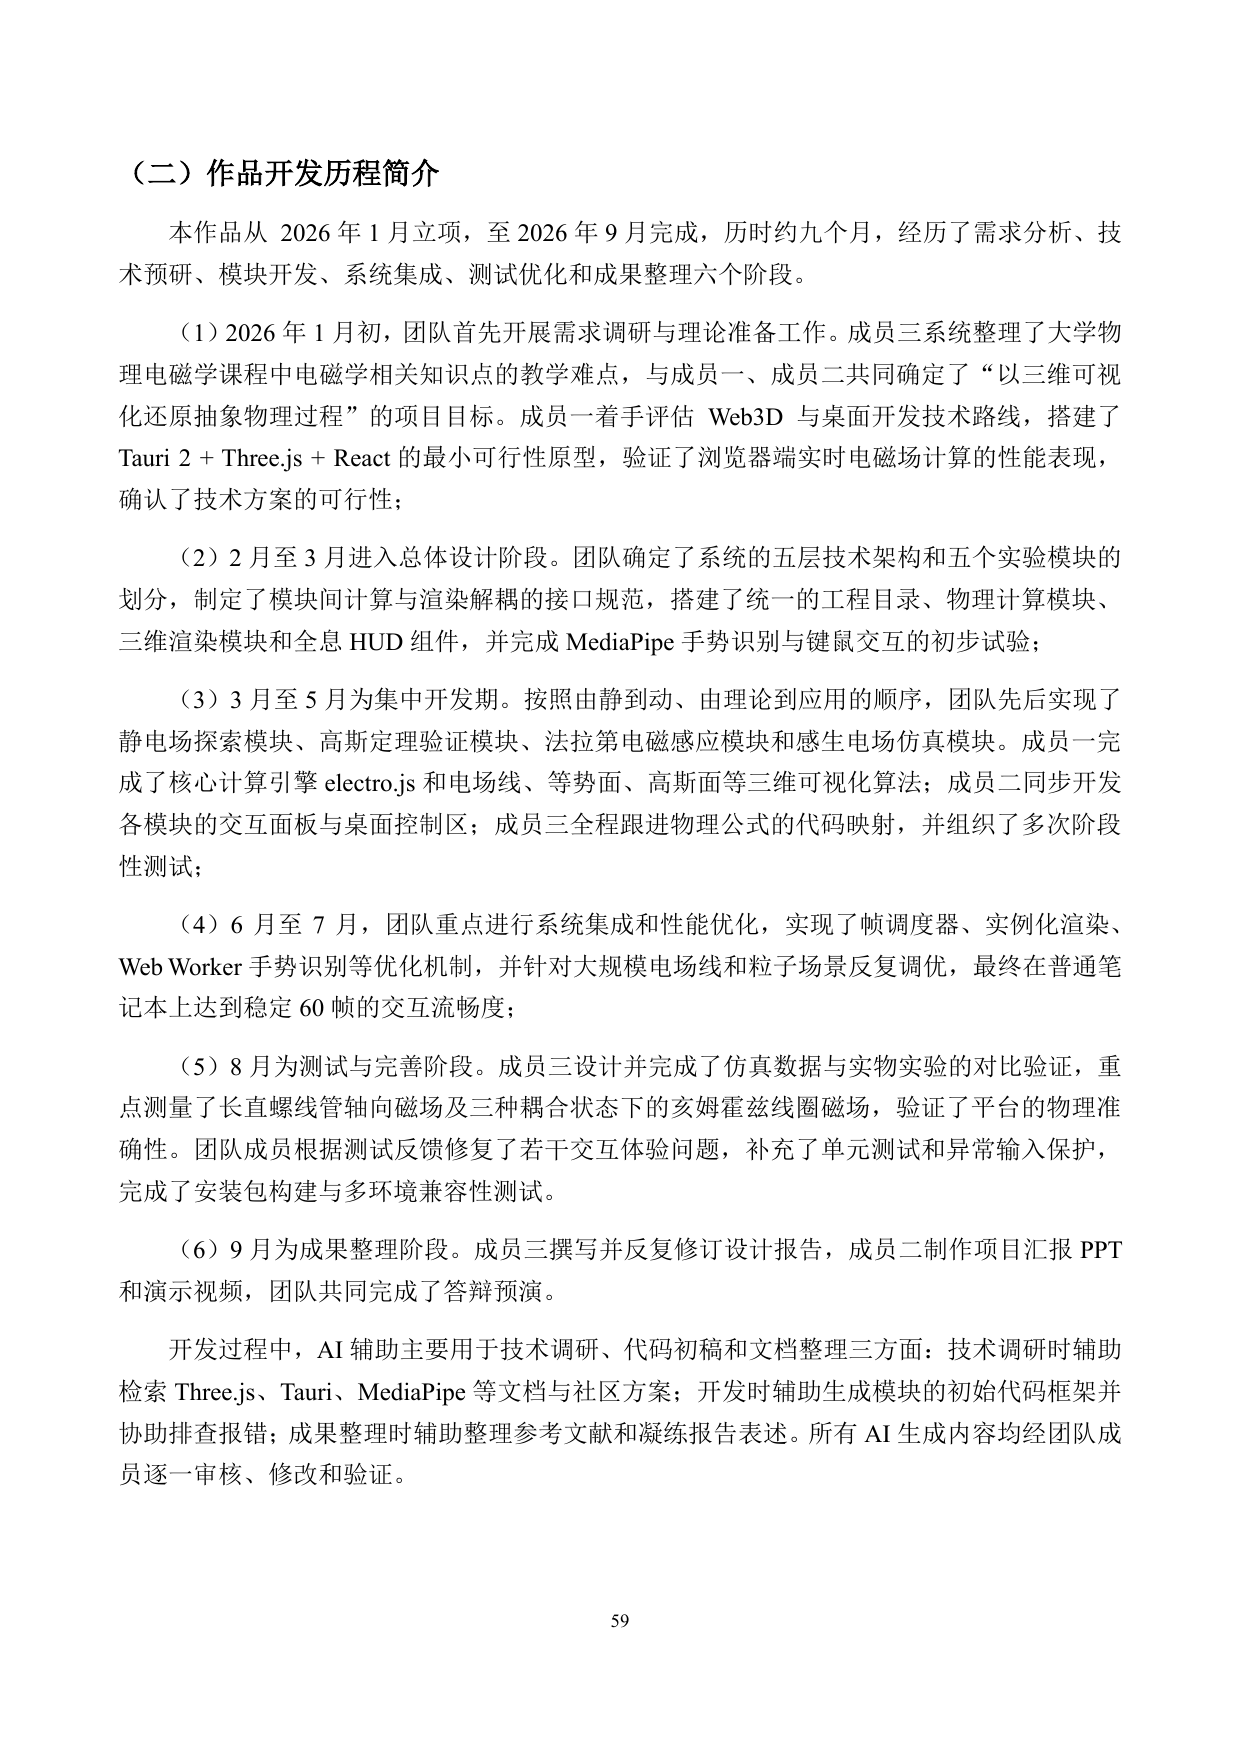 （二）作品开发历程简介
本作品从 2026 年 1 月立项，至 2026 年 9 月完成，历时约九个月，经历了需求分析、技
术预研、模块开发、系统集成、测试优化和成果整理六个阶段。
（1）2026 年 1 月初，团队首先开展需求调研与理论准备工作。成员三系统整理了大学物
理电磁学课程中电磁学相关知识点的教学难点，与成员一、成员二共同确定了“以三维可视
化还原抽象物理过程”的项目目标。成员一着手评估 Web3D 与桌面开发技术路线，搭建了
Tauri 2 + Three.js + React 的最小可行性原型，验证了浏览器端实时电磁场计算的性能表现，
确认了技术方案的可行性；
（2）2 月至 3 月进入总体设计阶段。团队确定了系统的五层技术架构和五个实验模块的
划分，制定了模块间计算与渲染解耦的接口规范，搭建了统一的工程目录、物理计算模块、
三维渲染模块和全息 HUD 组件，并完成 MediaPipe 手势识别与键鼠交互的初步试验；
（3）3 月至 5 月为集中开发期。按照由静到动、由理论到应用的顺序，团队先后实现了
静电场探索模块、高斯定理验证模块、法拉第电磁感应模块和感生电场仿真模块。成员一完
成了核心计算引擎 electro.js 和电场线、等势面、高斯面等三维可视化算法；成员二同步开发
各模块的交互面板与桌面控制区；成员三全程跟进物理公式的代码映射，并组织了多次阶段
性测试；
（4）6 月至 7 月，团队重点进行系统集成和性能优化，实现了帧调度器、实例化渲染、
Web Worker 手势识别等优化机制，并针对大规模电场线和粒子场景反复调优，最终在普通笔
记本上达到稳定 60 帧的交互流畅度；
（5）8 月为测试与完善阶段。成员三设计并完成了仿真数据与实物实验的对比验证，重
点测量了长直螺线管轴向磁场及三种耦合状态下的亥姆霍兹线圈磁场，验证了平台的物理准
确性。团队成员根据测试反馈修复了若干交互体验问题，补充了单元测试和异常输入保护，
完成了安装包构建与多环境兼容性测试。
（6）9 月为成果整理阶段。成员三撰写并反复修订设计报告，成员二制作项目汇报 PPT
和演示视频，团队共同完成了答辩预演。
开发过程中，AI 辅助主要用于技术调研、代码初稿和文档整理三方面：技术调研时辅助
检索 Three.js、Tauri、MediaPipe 等文档与社区方案；开发时辅助生成模块的初始代码框架并
协助排查报错；成果整理时辅助整理参考文献和凝练报告表述。所有 AI 生成内容均经团队成
员逐一审核、修改和验证。
59